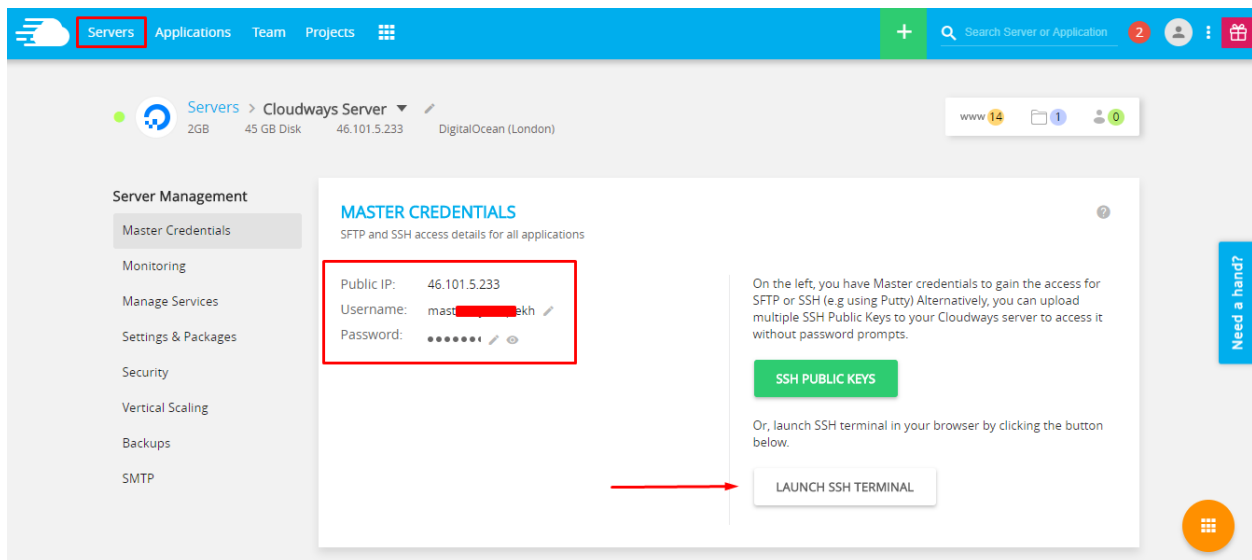 Servers Applications Team Projects
Search Server or Application 2
Servers > Cloudways Server
2GB 45 GB Disk 46.101.5.233 DigitalOcean (London)
www 14 1 0
Server Management
Master Credentials
Monitoring
Manage Services
Settings & Packages
Security
Vertical Scaling
Backups
SMTP
MASTER CREDENTIALS
SFTP and SSH access details for all applications
Public IP: 46.101.5.233
Username: mast ekh
Password:
On the left, you have Master credentials to gain the access for
SFTP or SSH (e.g using Putty) Alternatively, you can upload
multiple SSH Public Keys to your Cloudways server to access it
without password prompts.
SSH PUBLIC KEYS
Or, launch SSH terminal in your browser by clicking the button
below.
LAUNCH SSH TERMINAL
Need a hand?